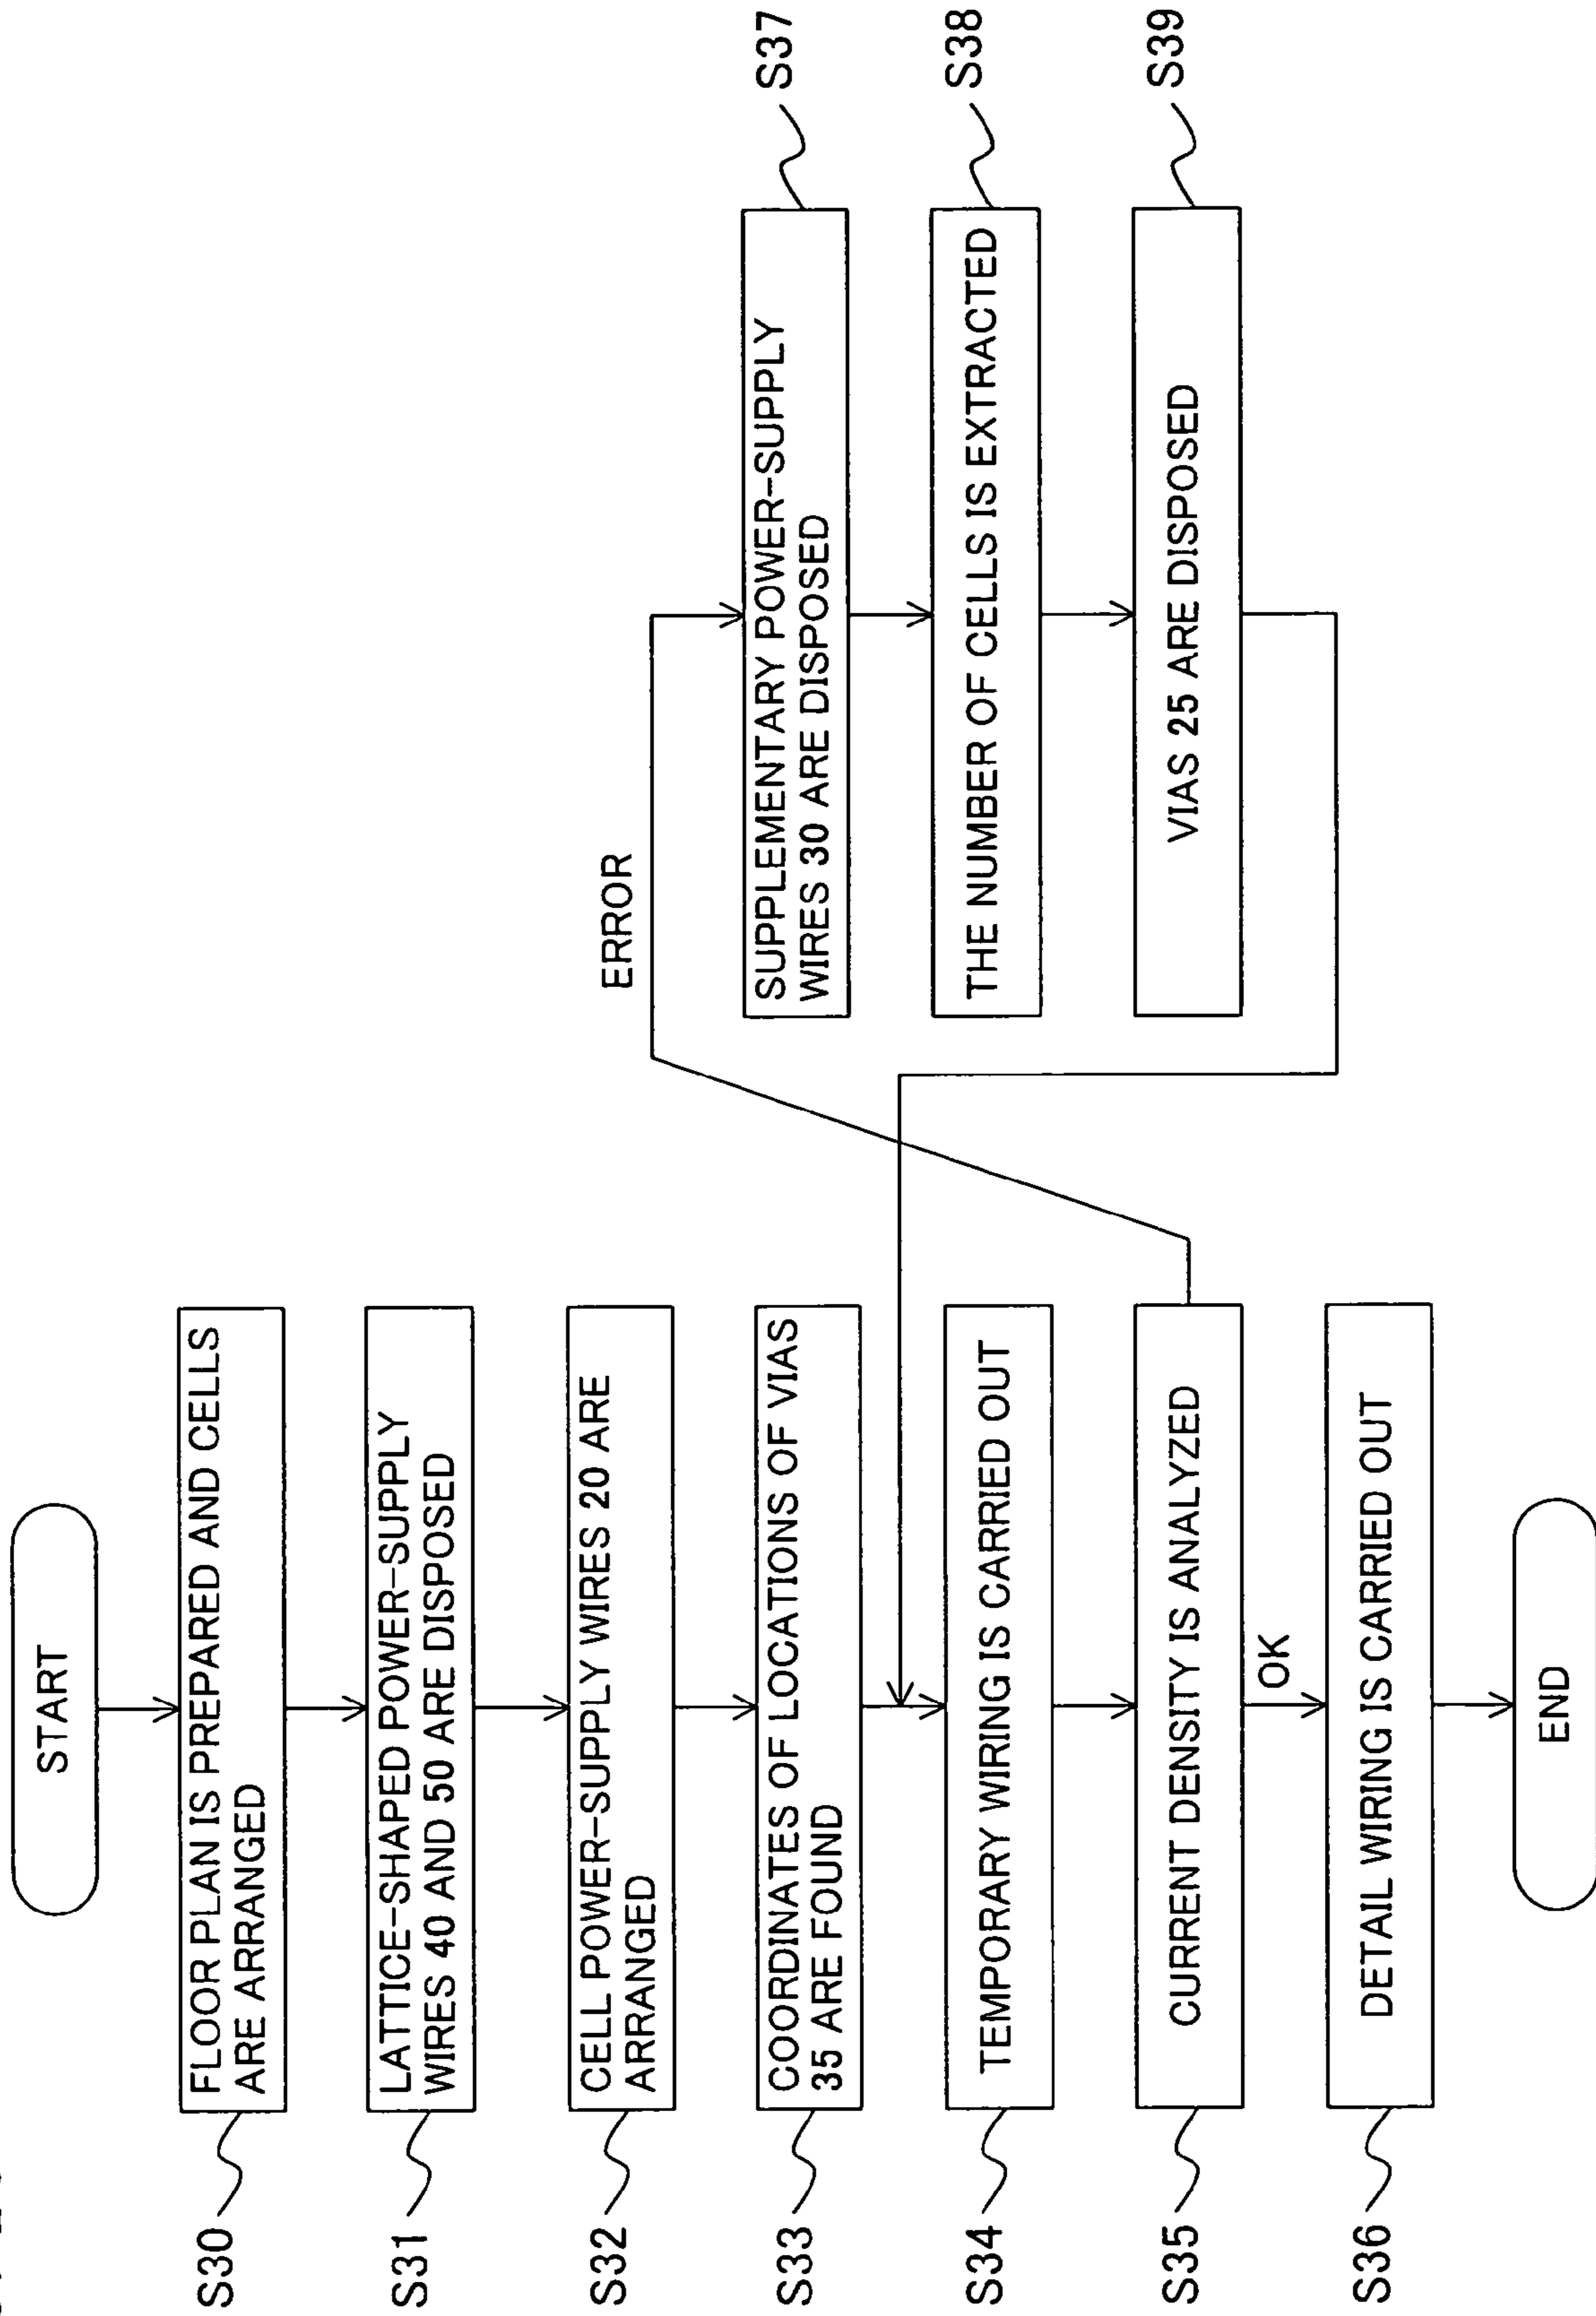 START
S30
FLOOR PLAN IS PREPARED AND CELLS
ARE ARRANGED
S31
LATTICE-SHAPED POWER-SUPPLY
WIRES 40 AND 50 ARE DISPOSED
S32
CELL POWER-SUPPLY WIRES 20 ARE
ARRANGED
S33
COORDINATES OF LOCATIONS OF VIAS
35 ARE FOUND
S34
TEMPORARY WIRING IS CARRIED OUT
S35
CURRENT DENSITY IS ANALYZED
OK
S36
DETAIL WIRING IS CARRIED OUT
END
ERROR
SUPPLEMENTARY POWER-SUPPLY
WIRES 30 ARE DISPOSED
S37
THE NUMBER OF CELLS IS EXTRACTED
S38
VIAS 25 ARE DISPOSED
S39